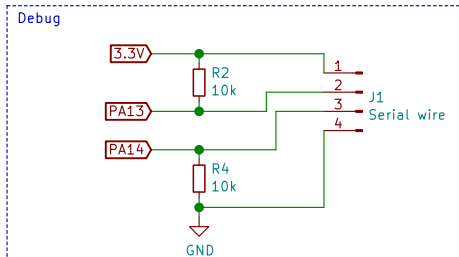 Debug
3.3V
R2
10k
PA13
PA14
R4
10k
GND
1
2
3
4
J1
Serial wire